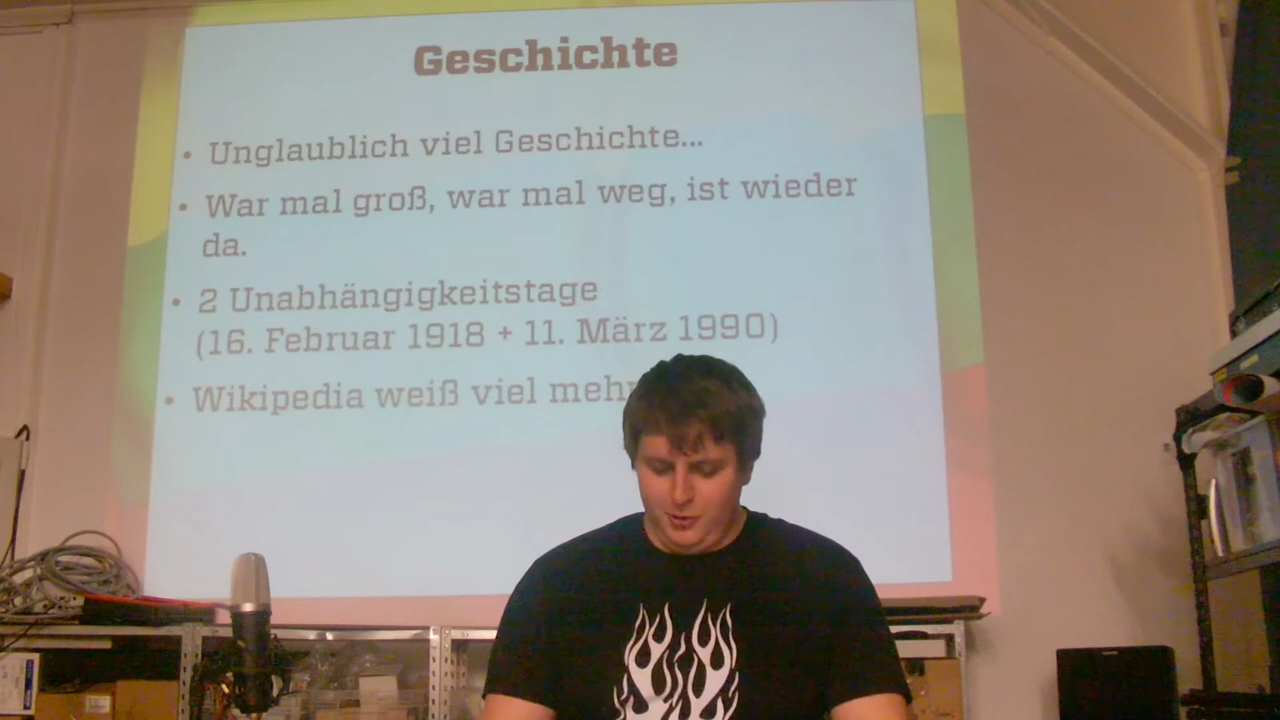 Geschichte
• Unglaublich viel Geschichte...
• War mal groß, war mal weg, ist wieder
da.
• 2 Unabhängigkeitstage
(16. Februar 1918 + 11. März 1990)
• Wikipedia weiß viel mehr